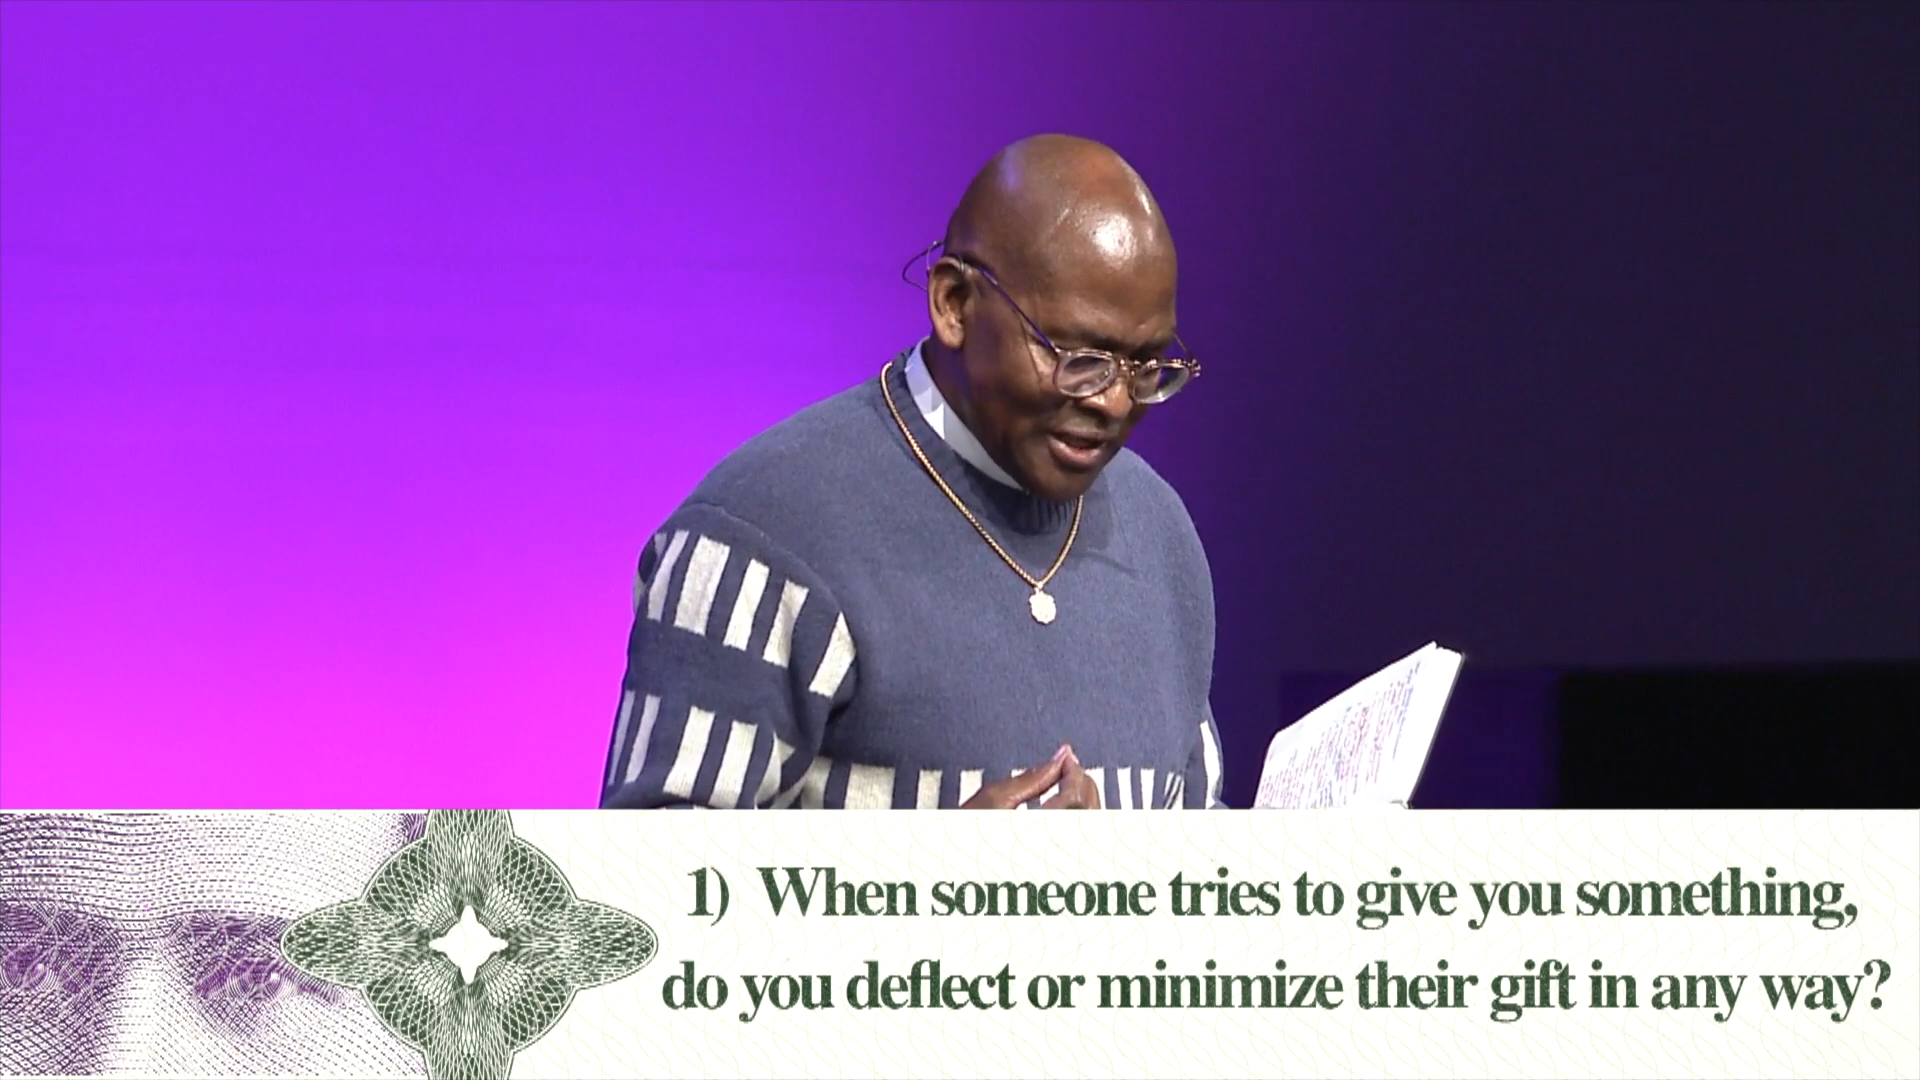 1) When someone tries to give you something,
do you deflect or minimize their gift in any way?